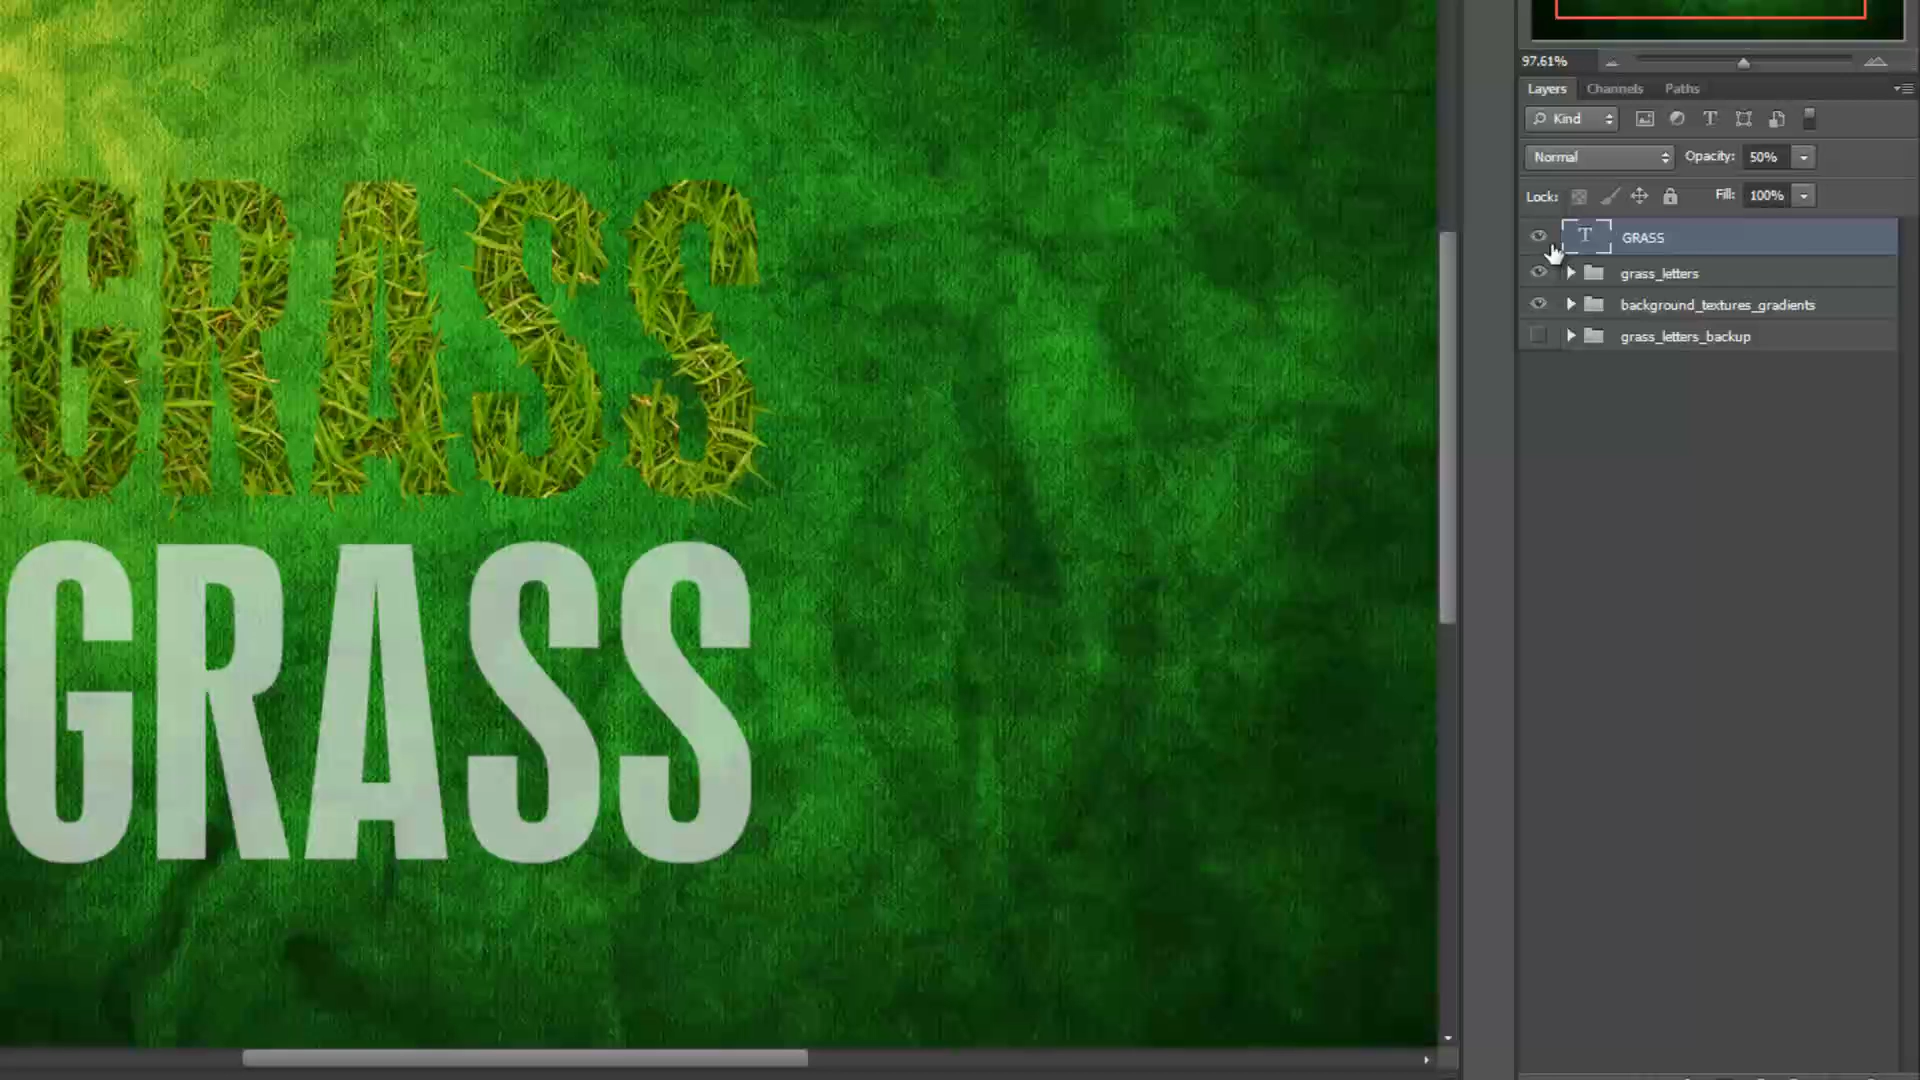 97.61%
Layers Channels Paths
Kind T
Normal Opacity: 50%
Lock: Fill: 100%
T GRASS
grass_letters
background_textures_gradients
grass_letters_backup
GRASS
GRASS